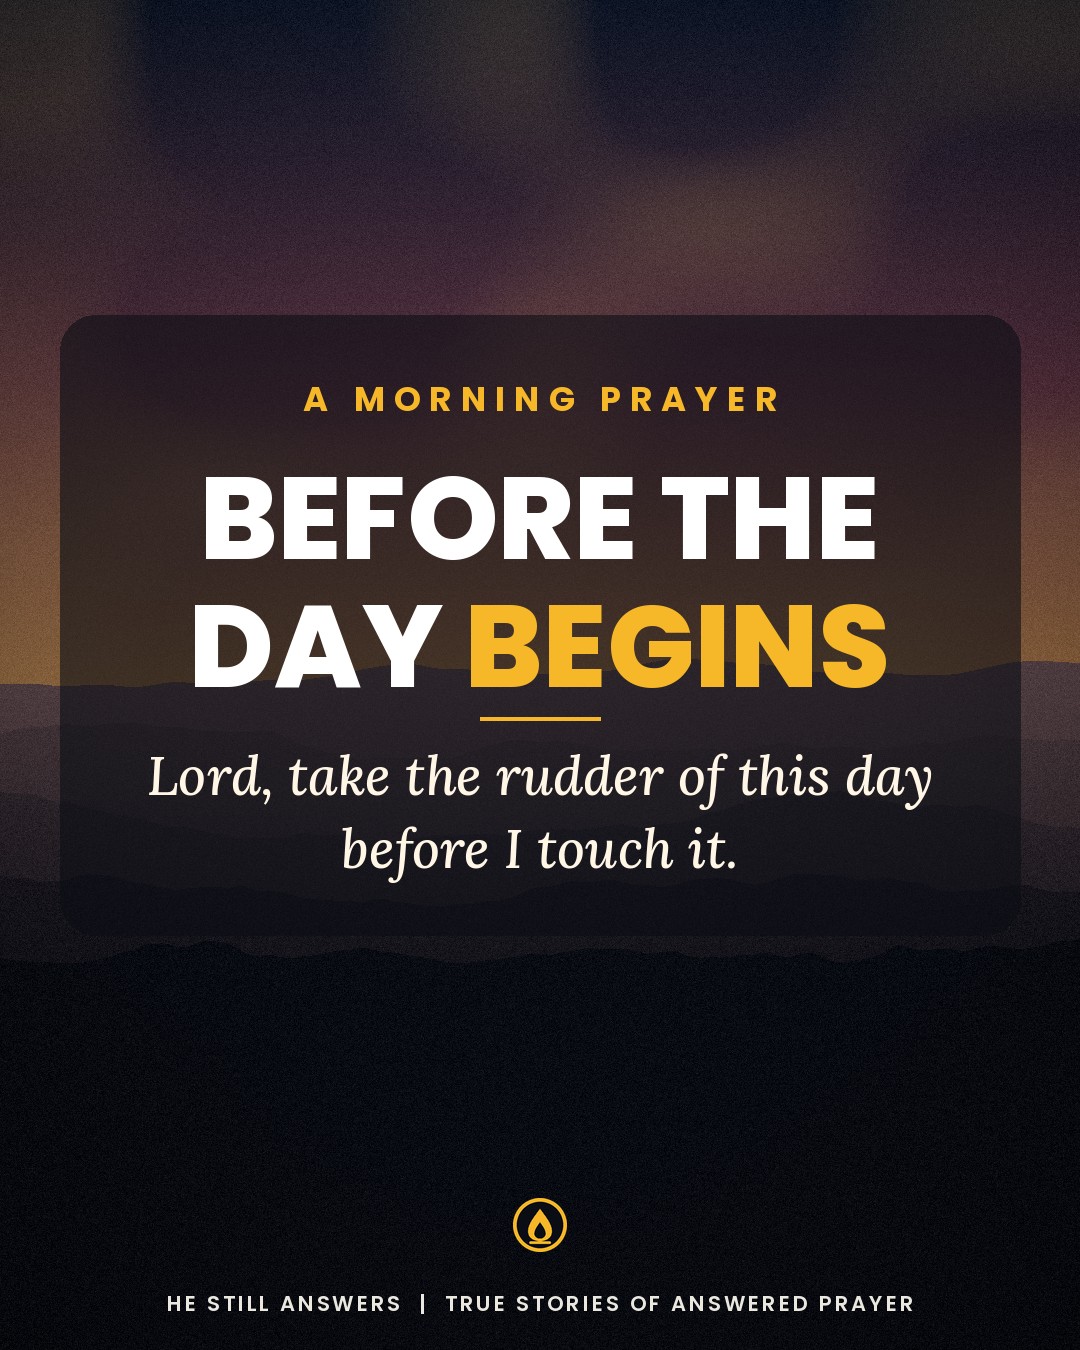 A MORNING PRAYER
BEFORE THE
DAY BEGINS
Lord, take the rudder of this day
before I touch it.
HE STILL ANSWERS | TRUE STORIES OF ANSWERED PRAYER